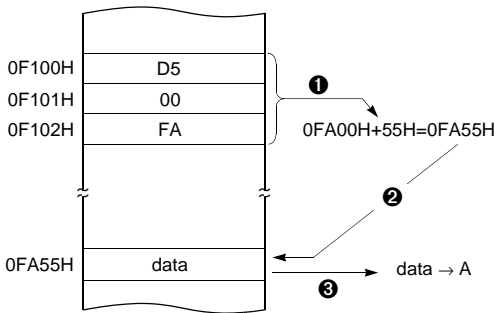 0F100H D5
0F101H 00
0F102H FA
❶
0FA00H+55H=0FA55H
❷
0FA55H data
❸
data → A